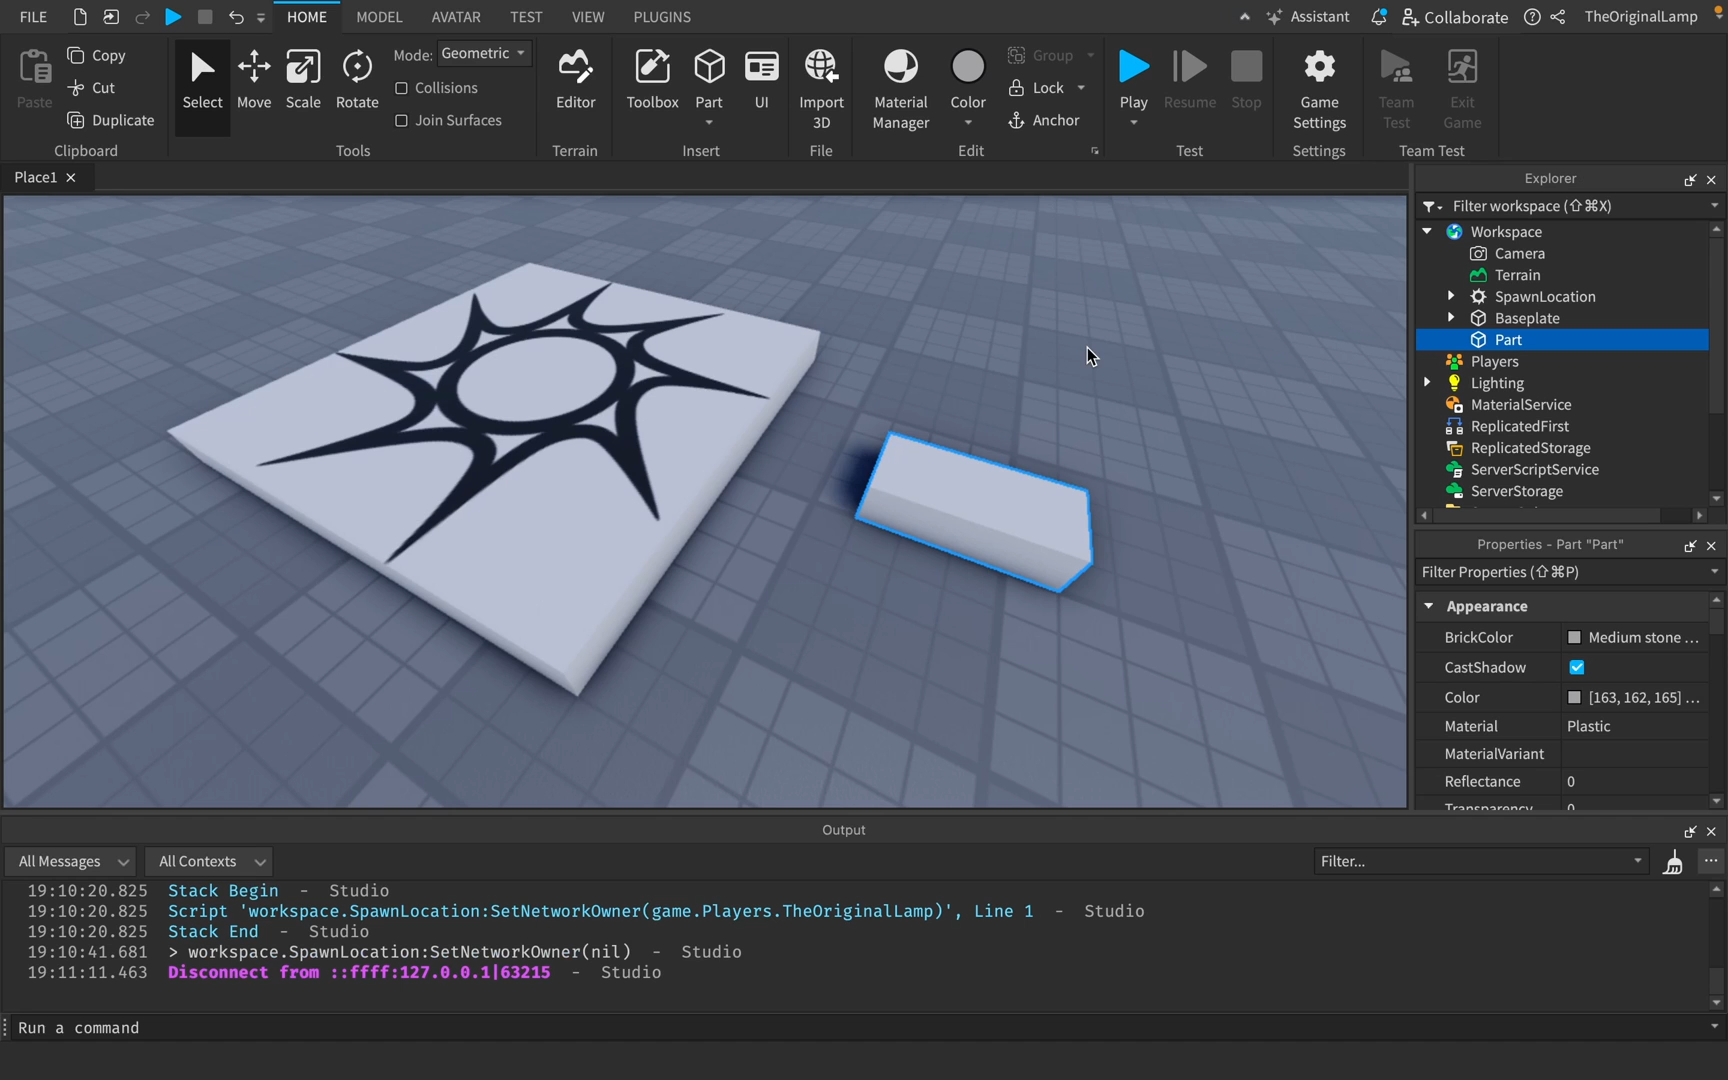 FILE HOME MODEL AVATAR TEST VIEW PLUGINS Assistant Collaborate TheOriginalLamp
Paste Copy Cut Duplicate
Clipboard
Select Move Scale Rotate
Mode: Geometric
Collisions
Join Surfaces
Tools
Editor
Terrain
Toolbox Part UI
Insert
Import
3D
File
Material
Manager
Color
Group
Lock
Anchor
Edit
Play Resume Stop
Test
Game
Settings
Settings
Team
Test
Exit
Game
Team Test
Place1
Explorer
Filter workspace (⇧⌘X)
Workspace
Camera
Terrain
SpawnLocation
Baseplate
Part
Players
Lighting
MaterialService
ReplicatedFirst
ReplicatedStorage
ServerScriptService
ServerStorage
Properties - Part "Part"
Filter Properties (⇧⌘P)
Appearance
BrickColor Medium stone ...
CastShadow
Color [163, 162, 165] ...
Material Plastic
MaterialVariant
Reflectance 0
Transparency 0
Output
All Messages All Contexts Filter...
19:10:20.825 Stack Begin - Studio
19:10:20.825 Script 'workspace.SpawnLocation:SetNetworkOwner(game.Players.TheOriginalLamp)', Line 1 - Studio
19:10:20.825 Stack End - Studio
19:10:41.681 > workspace.SpawnLocation:SetNetworkOwner(nil) - Studio
19:11:11.463 Disconnect from ::ffff:127.0.0.1|63215 - Studio
Run a command